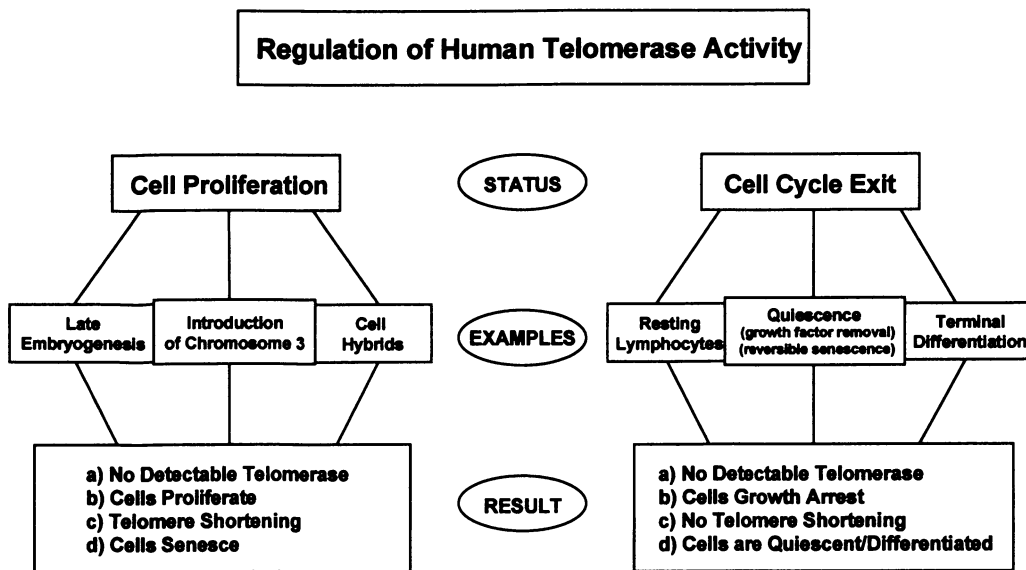 Regulation of Human Telomerase Activity
Cell Proliferation
STATUS
Cell Cycle Exit
Late
Embryogenesis
Introduction
of Chromosome 3
Cell
Hybrids
EXAMPLES
Resting
Lymphocytes
Quiescence
(growth factor removal)
(reversible senescence)
Terminal
Differentiation
a) No Detectable Telomerase
b) Cells Proliferate
c) Telomere Shortening
d) Cells Senesce
RESULT
a) No Detectable Telomerase
b) Cells Growth Arrest
c) No Telomere Shortening
d) Cells are Quiescent/Differentiated